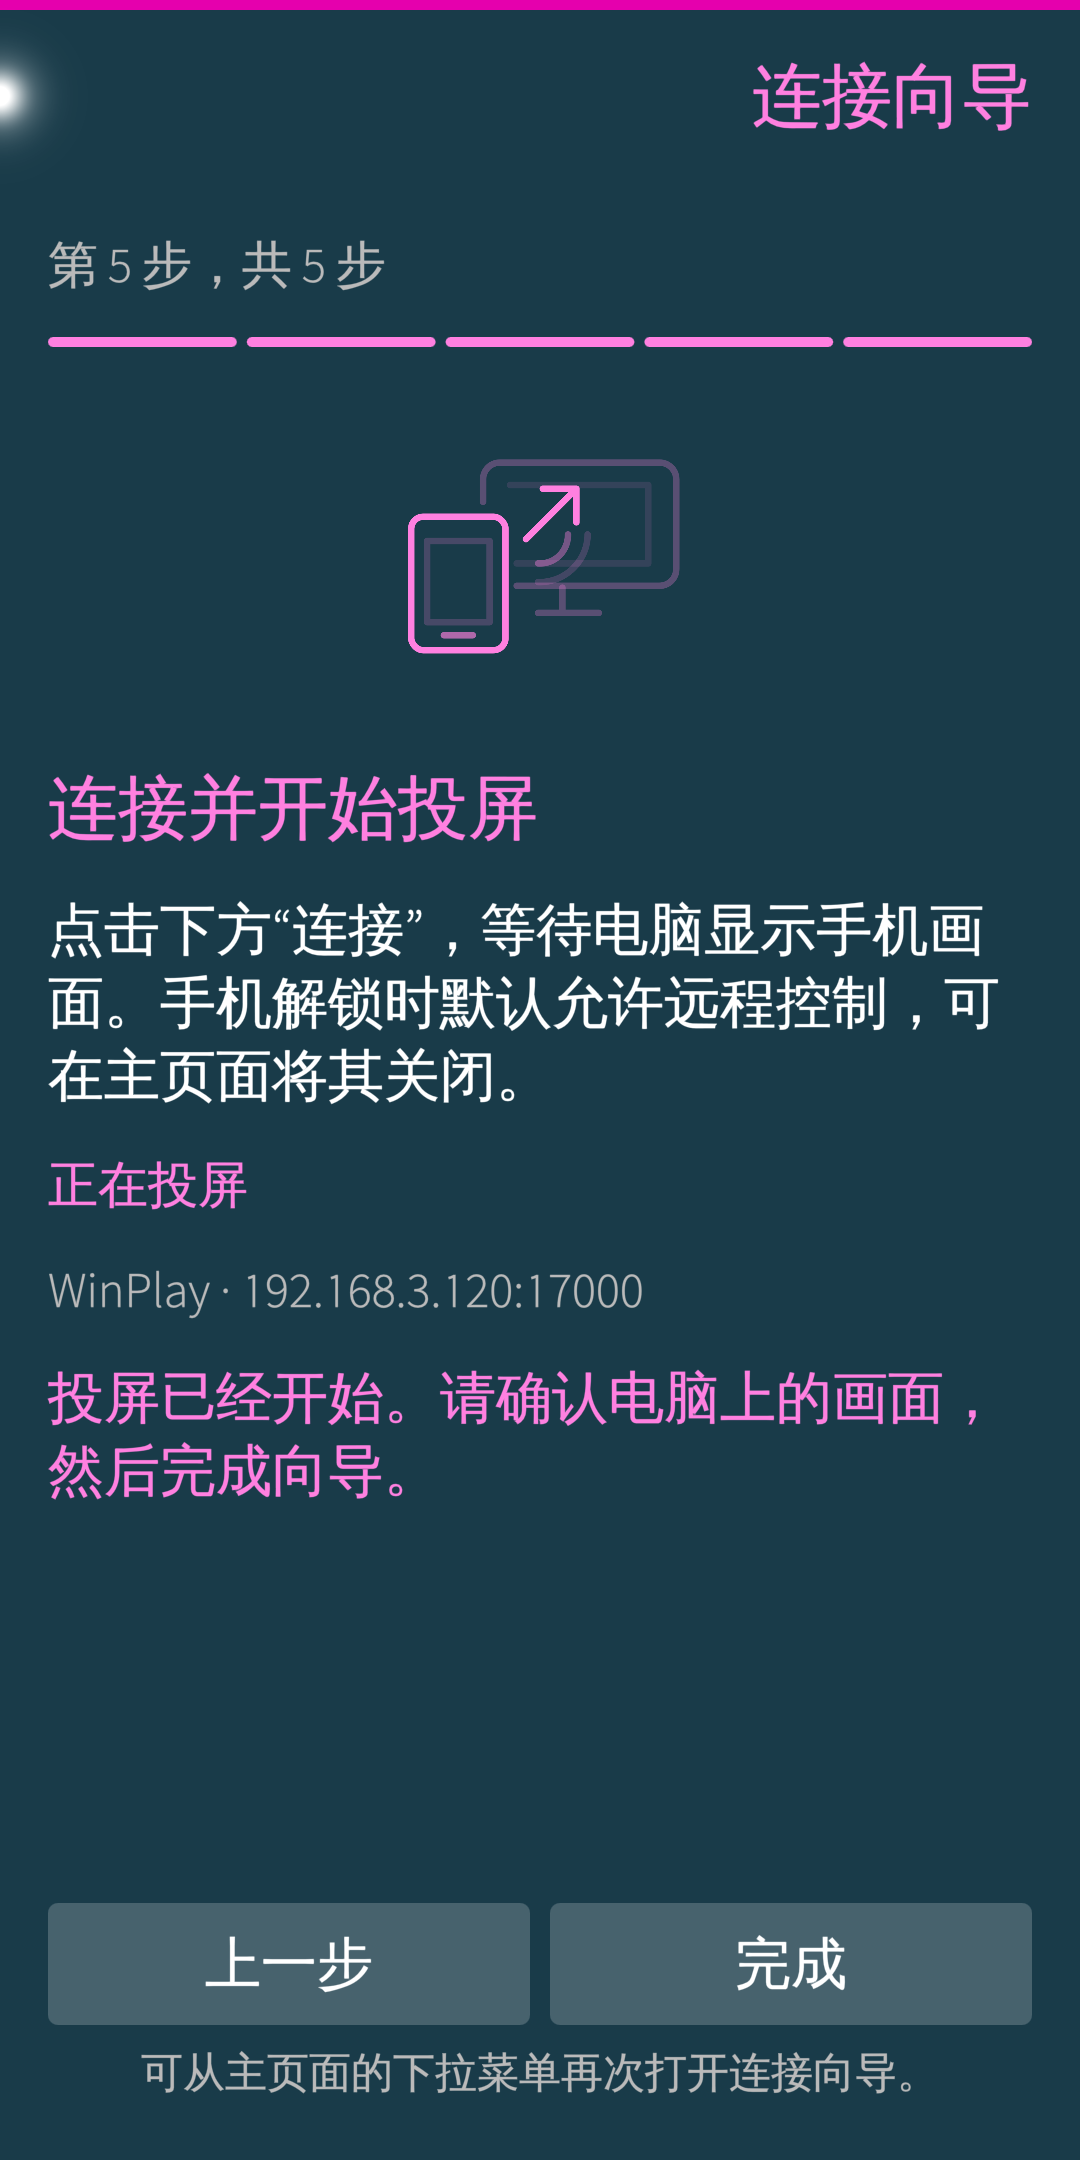 连接向导
第 5 步，共 5 步
连接并开始投屏
点击下方“连接”，等待电脑显示手机画
面。手机解锁时默认允许远程控制，可
在主页面将其关闭。
正在投屏
WinPlay · 192.168.3.120:17000
投屏已经开始。请确认电脑上的画面，
然后完成向导。
上一步
完成
可从主页面的下拉菜单再次打开连接向导。